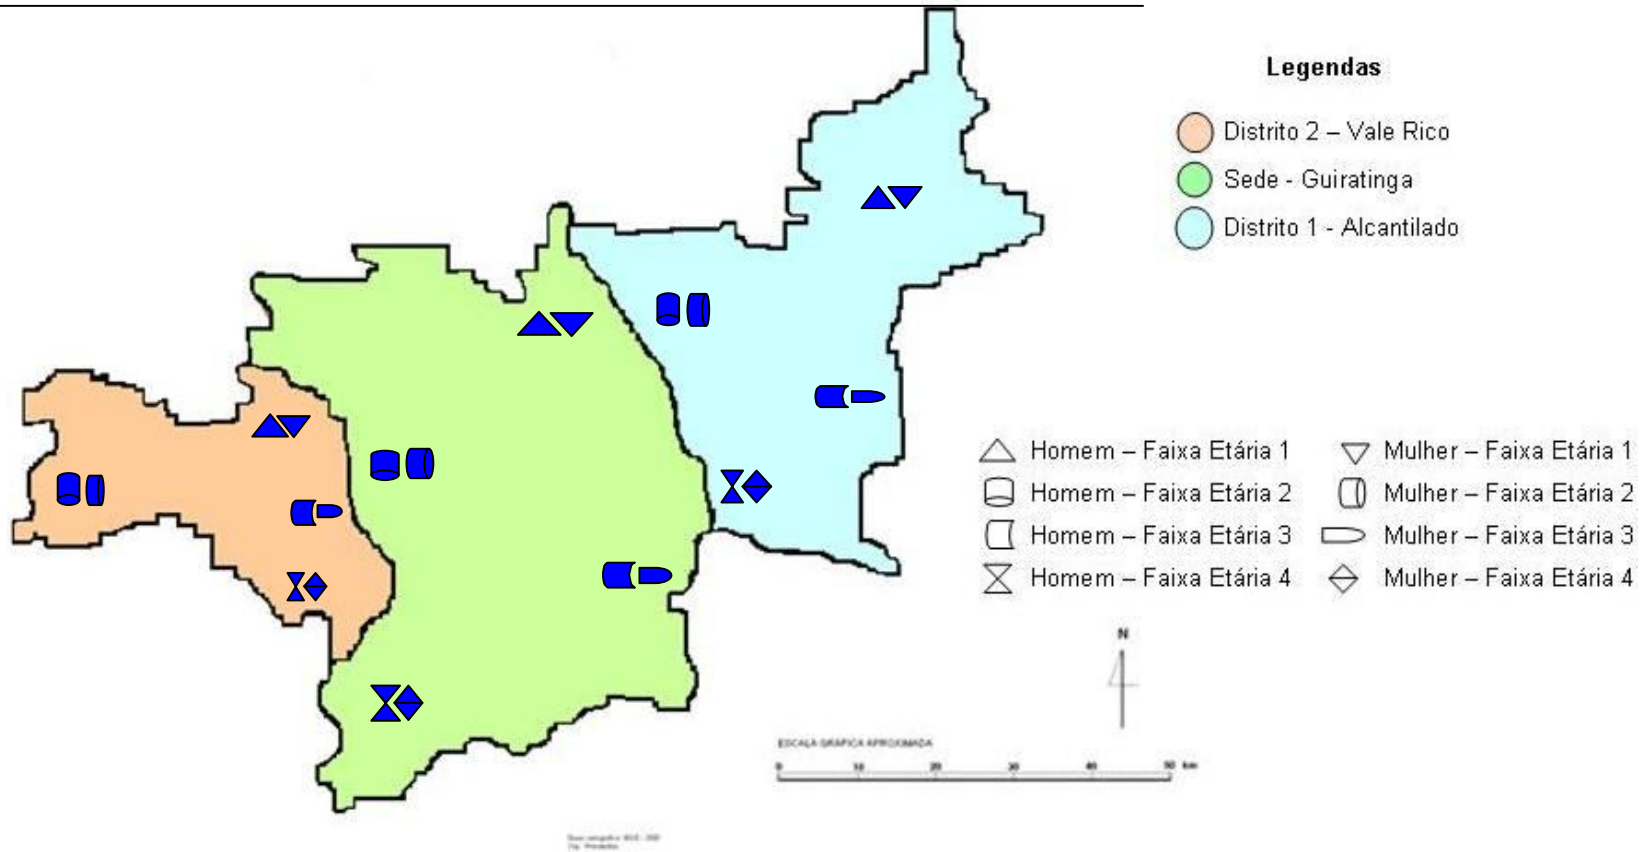 Legendas
Distrito 2 – Vale Rico
Sede - Guiratinga
Distrito 1 - Alcantilado
Homem – Faixa Etária 1
Mulher – Faixa Etária 1
Homem – Faixa Etária 2
Mulher – Faixa Etária 2
Homem – Faixa Etária 3
Mulher – Faixa Etária 3
Homem – Faixa Etária 4
Mulher – Faixa Etária 4
N
ESCALA GRÁFICA APROXIMADA
0 10 20 30 40 50 km